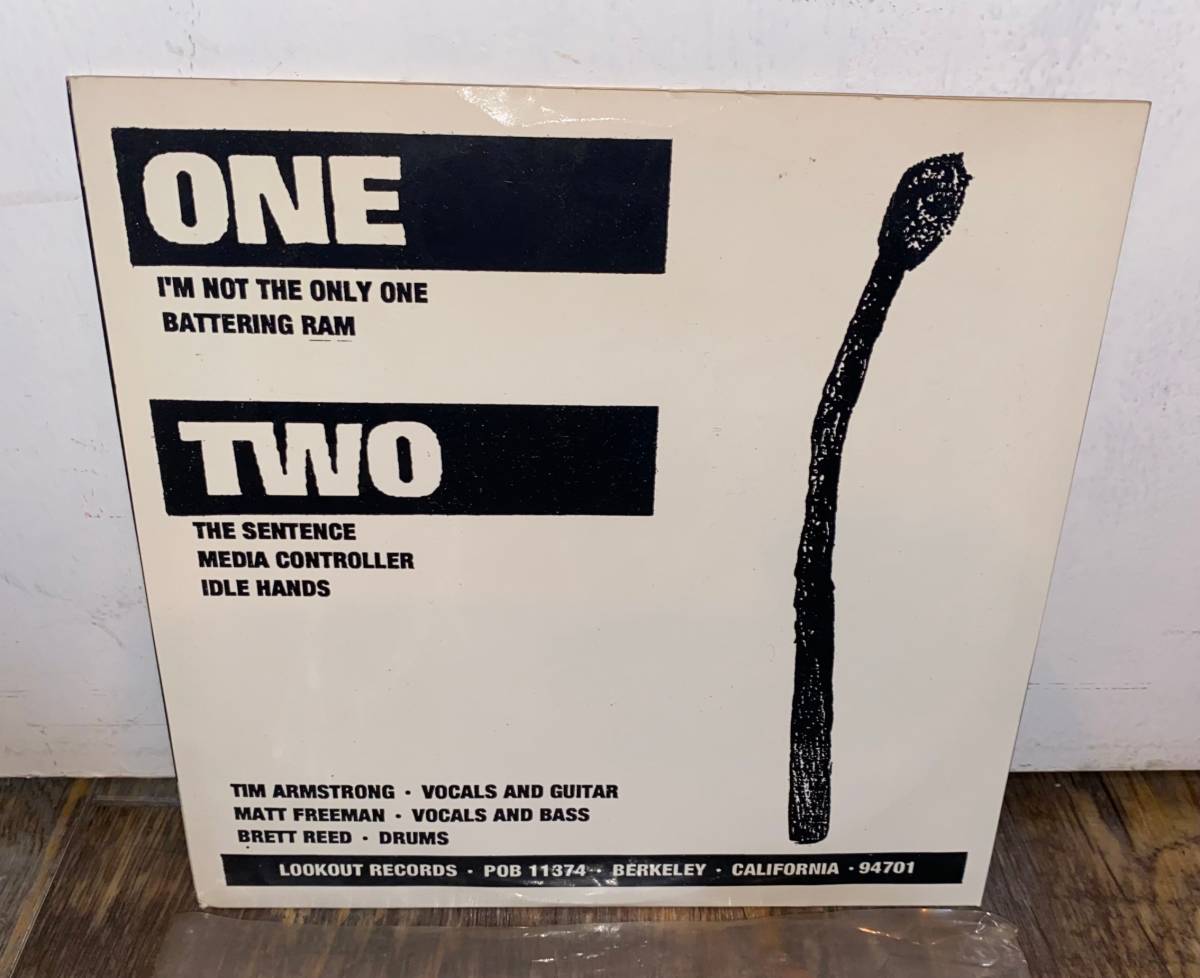 ONE
I'M NOT THE ONLY ONE
BATTERING RAM
TWO
THE SENTENCE
MEDIA CONTROLLER
IDLE HANDS
TIM ARMSTRONG · VOCALS AND GUITAR
MATT FREEMAN · VOCALS AND BASS
BRETT REED · DRUMS
LOOKOUT RECORDS · POB 11374 · BERKELEY · CALIFORNIA · 94701